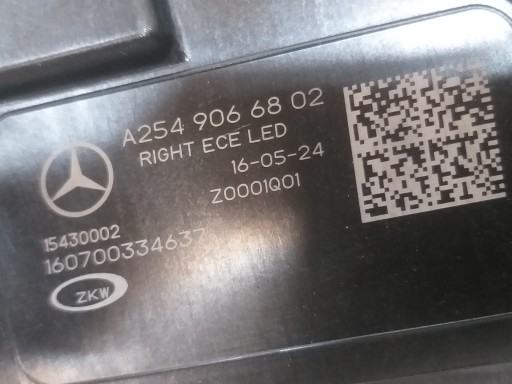 A254 906 68 02
RIGHT ECE LED
16-05-24
Z0001Q01
15430002
160700334637
ZKW